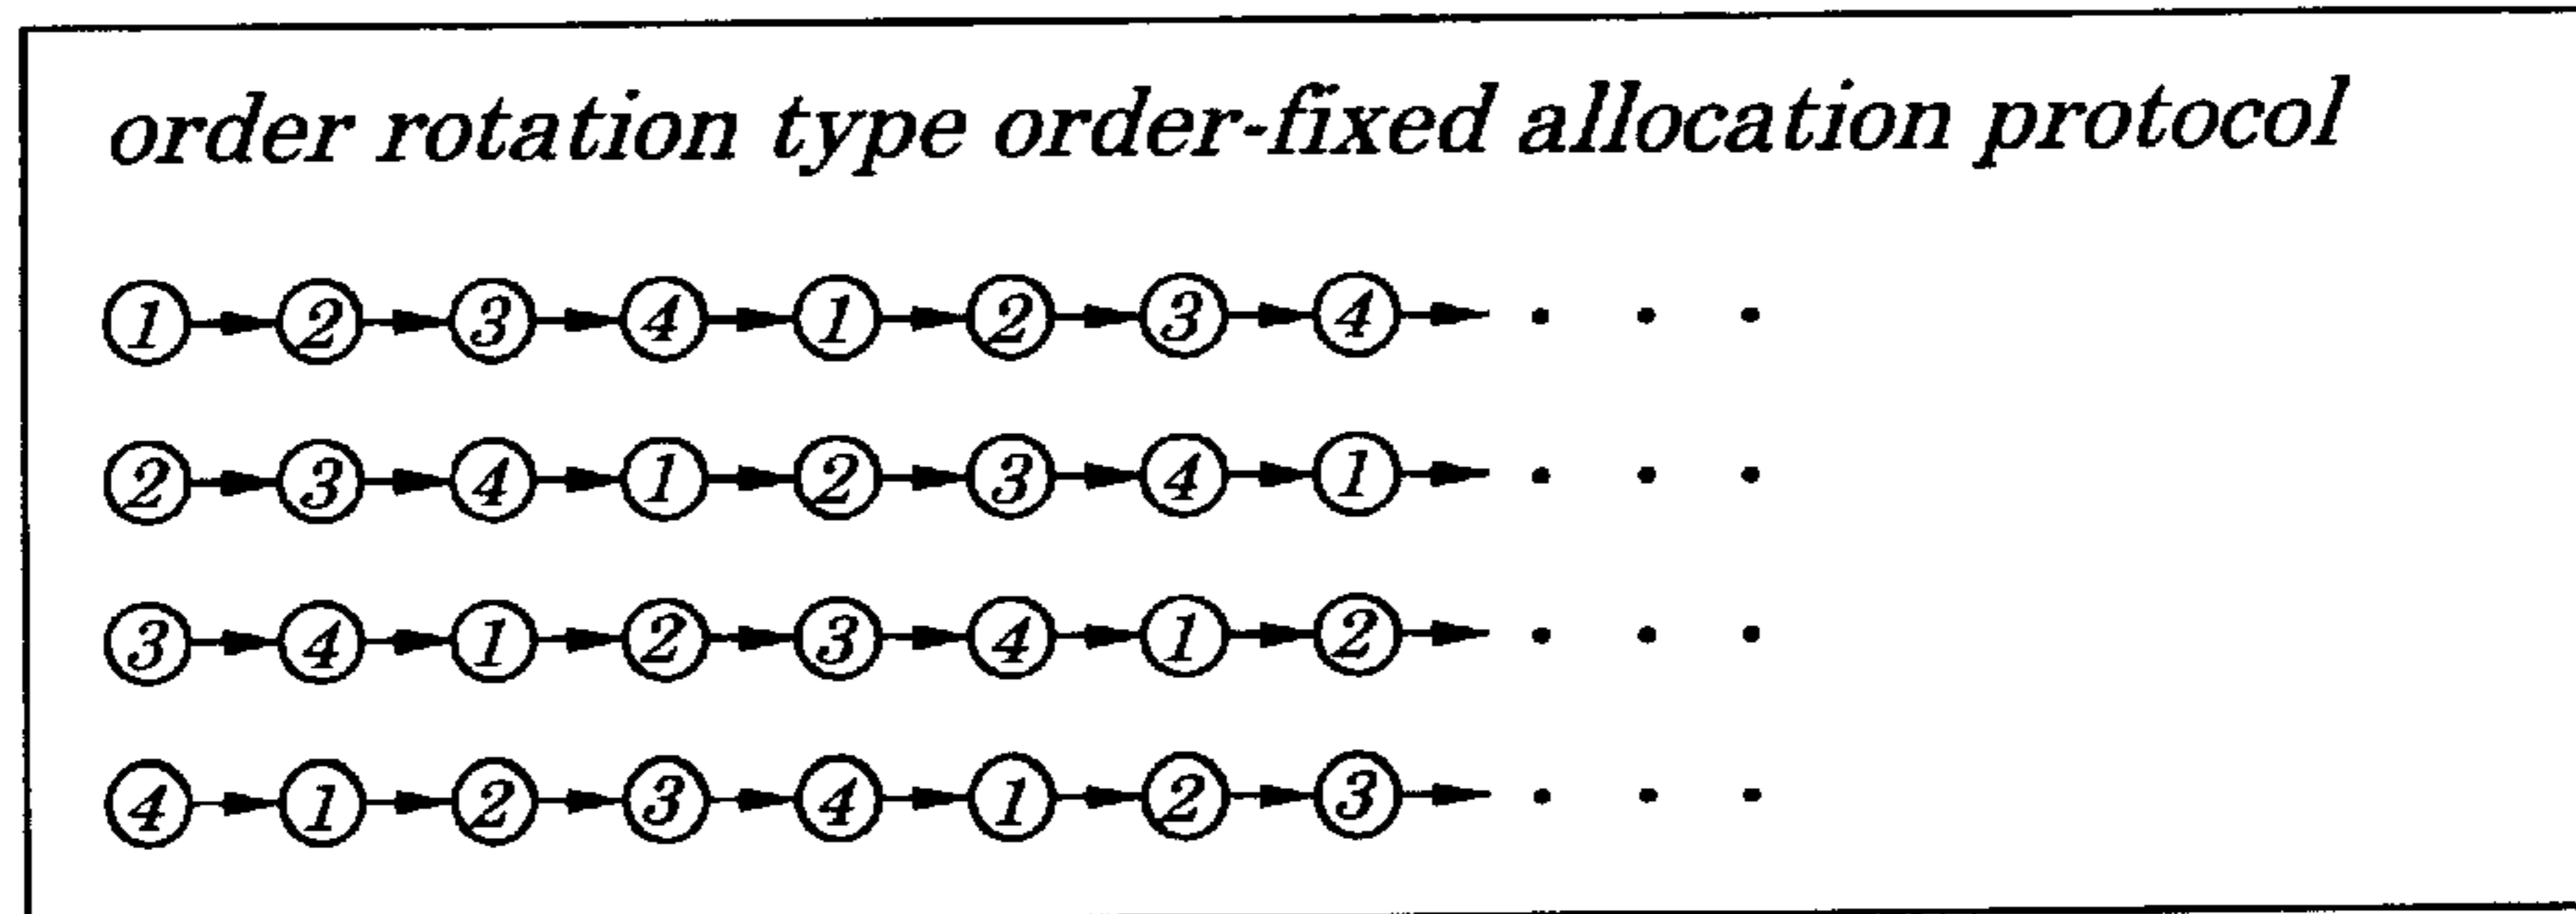 order rotation type order-fixed allocation protocol
1 2 3 4 1 2 3 4 . . .
2 3 4 1 2 3 4 1 . . .
3 4 1 2 3 4 1 2 . . .
4 1 2 3 4 1 2 3 . . .